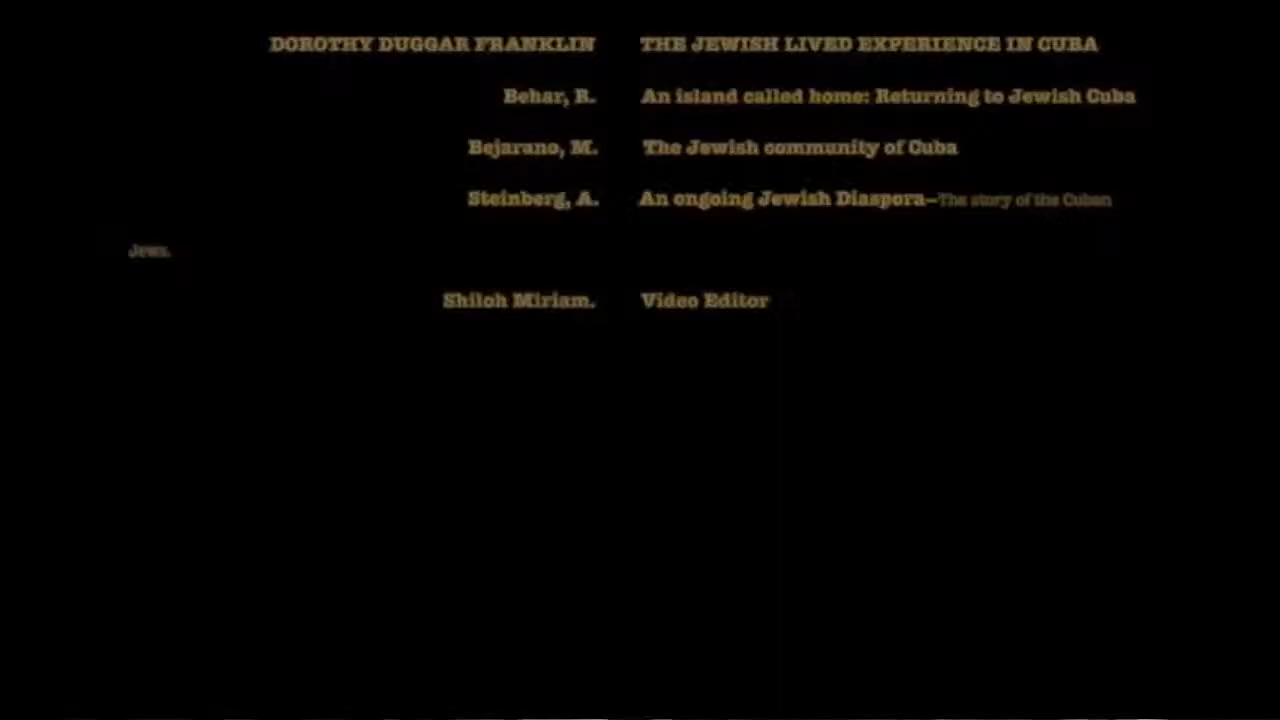 DOROTHY DUGGAR FRANKLIN THE JEWISH LIVED EXPERIENCE IN CUBA
Behar, R. An island called home: Returning to Jewish Cuba
Bejarano, M. The Jewish community of Cuba
Steinberg, A. An ongoing Jewish Diaspora—The story of the Cuban
Jews.
Shiloh Miriam. Video Editor